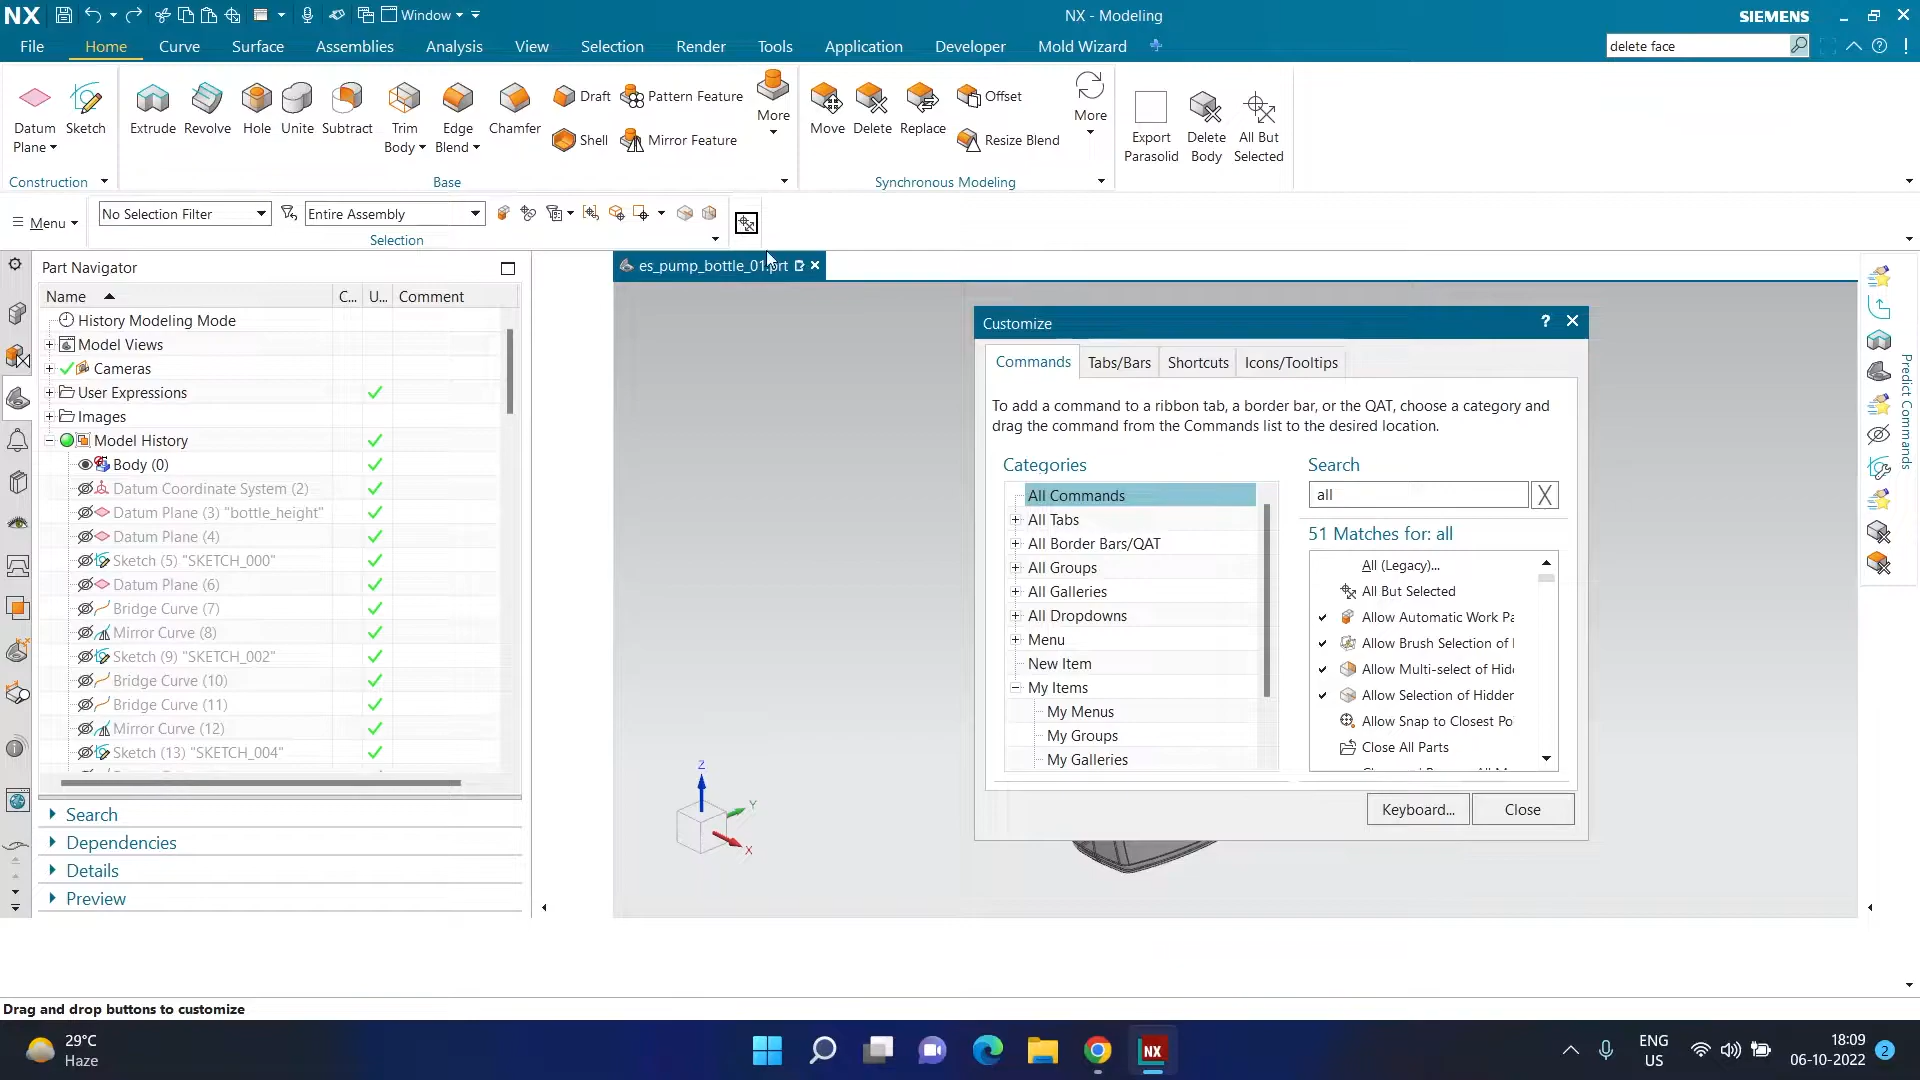 NX
Window
NX - Modeling
SIEMENS
File
Home
Curve
Surface
Assemblies
Analysis
View
Selection
Render
Tools
Application
Developer
Mold Wizard
delete face
Datum
Plane
Sketch
Extrude
Revolve
Hole
Unite
Subtract
Trim
Body
Edge
Blend
Chamfer
Draft
Shell
Pattern Feature
Mirror Feature
More
Move
Delete
Replace
Offset
Resize Blend
More
Export
Parasolid
Delete
Body
All But
Selected
Construction
Base
Synchronous Modeling
Menu
No Selection Filter
Entire Assembly
Selection
Part Navigator
es_pump_bottle_01.prt
Name
C...
U...
Comment
History Modeling Mode
Model Views
Cameras
User Expressions
Images
Model History
Body (0)
Datum Coordinate System (2)
Datum Plane (3) "bottle_height"
Datum Plane (4)
Sketch (5) "SKETCH_000"
Datum Plane (6)
Bridge Curve (7)
Mirror Curve (8)
Sketch (9) "SKETCH_002"
Bridge Curve (10)
Bridge Curve (11)
Mirror Curve (12)
Sketch (13) "SKETCH_004"
Search
Dependencies
Details
Preview
Z
Y
X
Customize
?
Commands
Tabs/Bars
Shortcuts
Icons/Tooltips
To add a command to a ribbon tab, a border bar, or the QAT, choose a category and
drag the command from the Commands list to the desired location.
Categories
All Commands
All Tabs
All Border Bars/QAT
All Groups
All Galleries
All Dropdowns
Menu
New Item
My Items
My Menus
My Groups
My Galleries
Search
all
X
51 Matches for: all
All (Legacy)...
All But Selected
Allow Automatic Work Pa
Allow Brush Selection of
Allow Multi-select of Hid
Allow Selection of Hidder
Allow Snap to Closest Po
Close All Parts
Keyboard...
Close
Predict Commands
Drag and drop buttons to customize
29°C
Haze
NX
ENG
US
18:09
06-10-2022
2